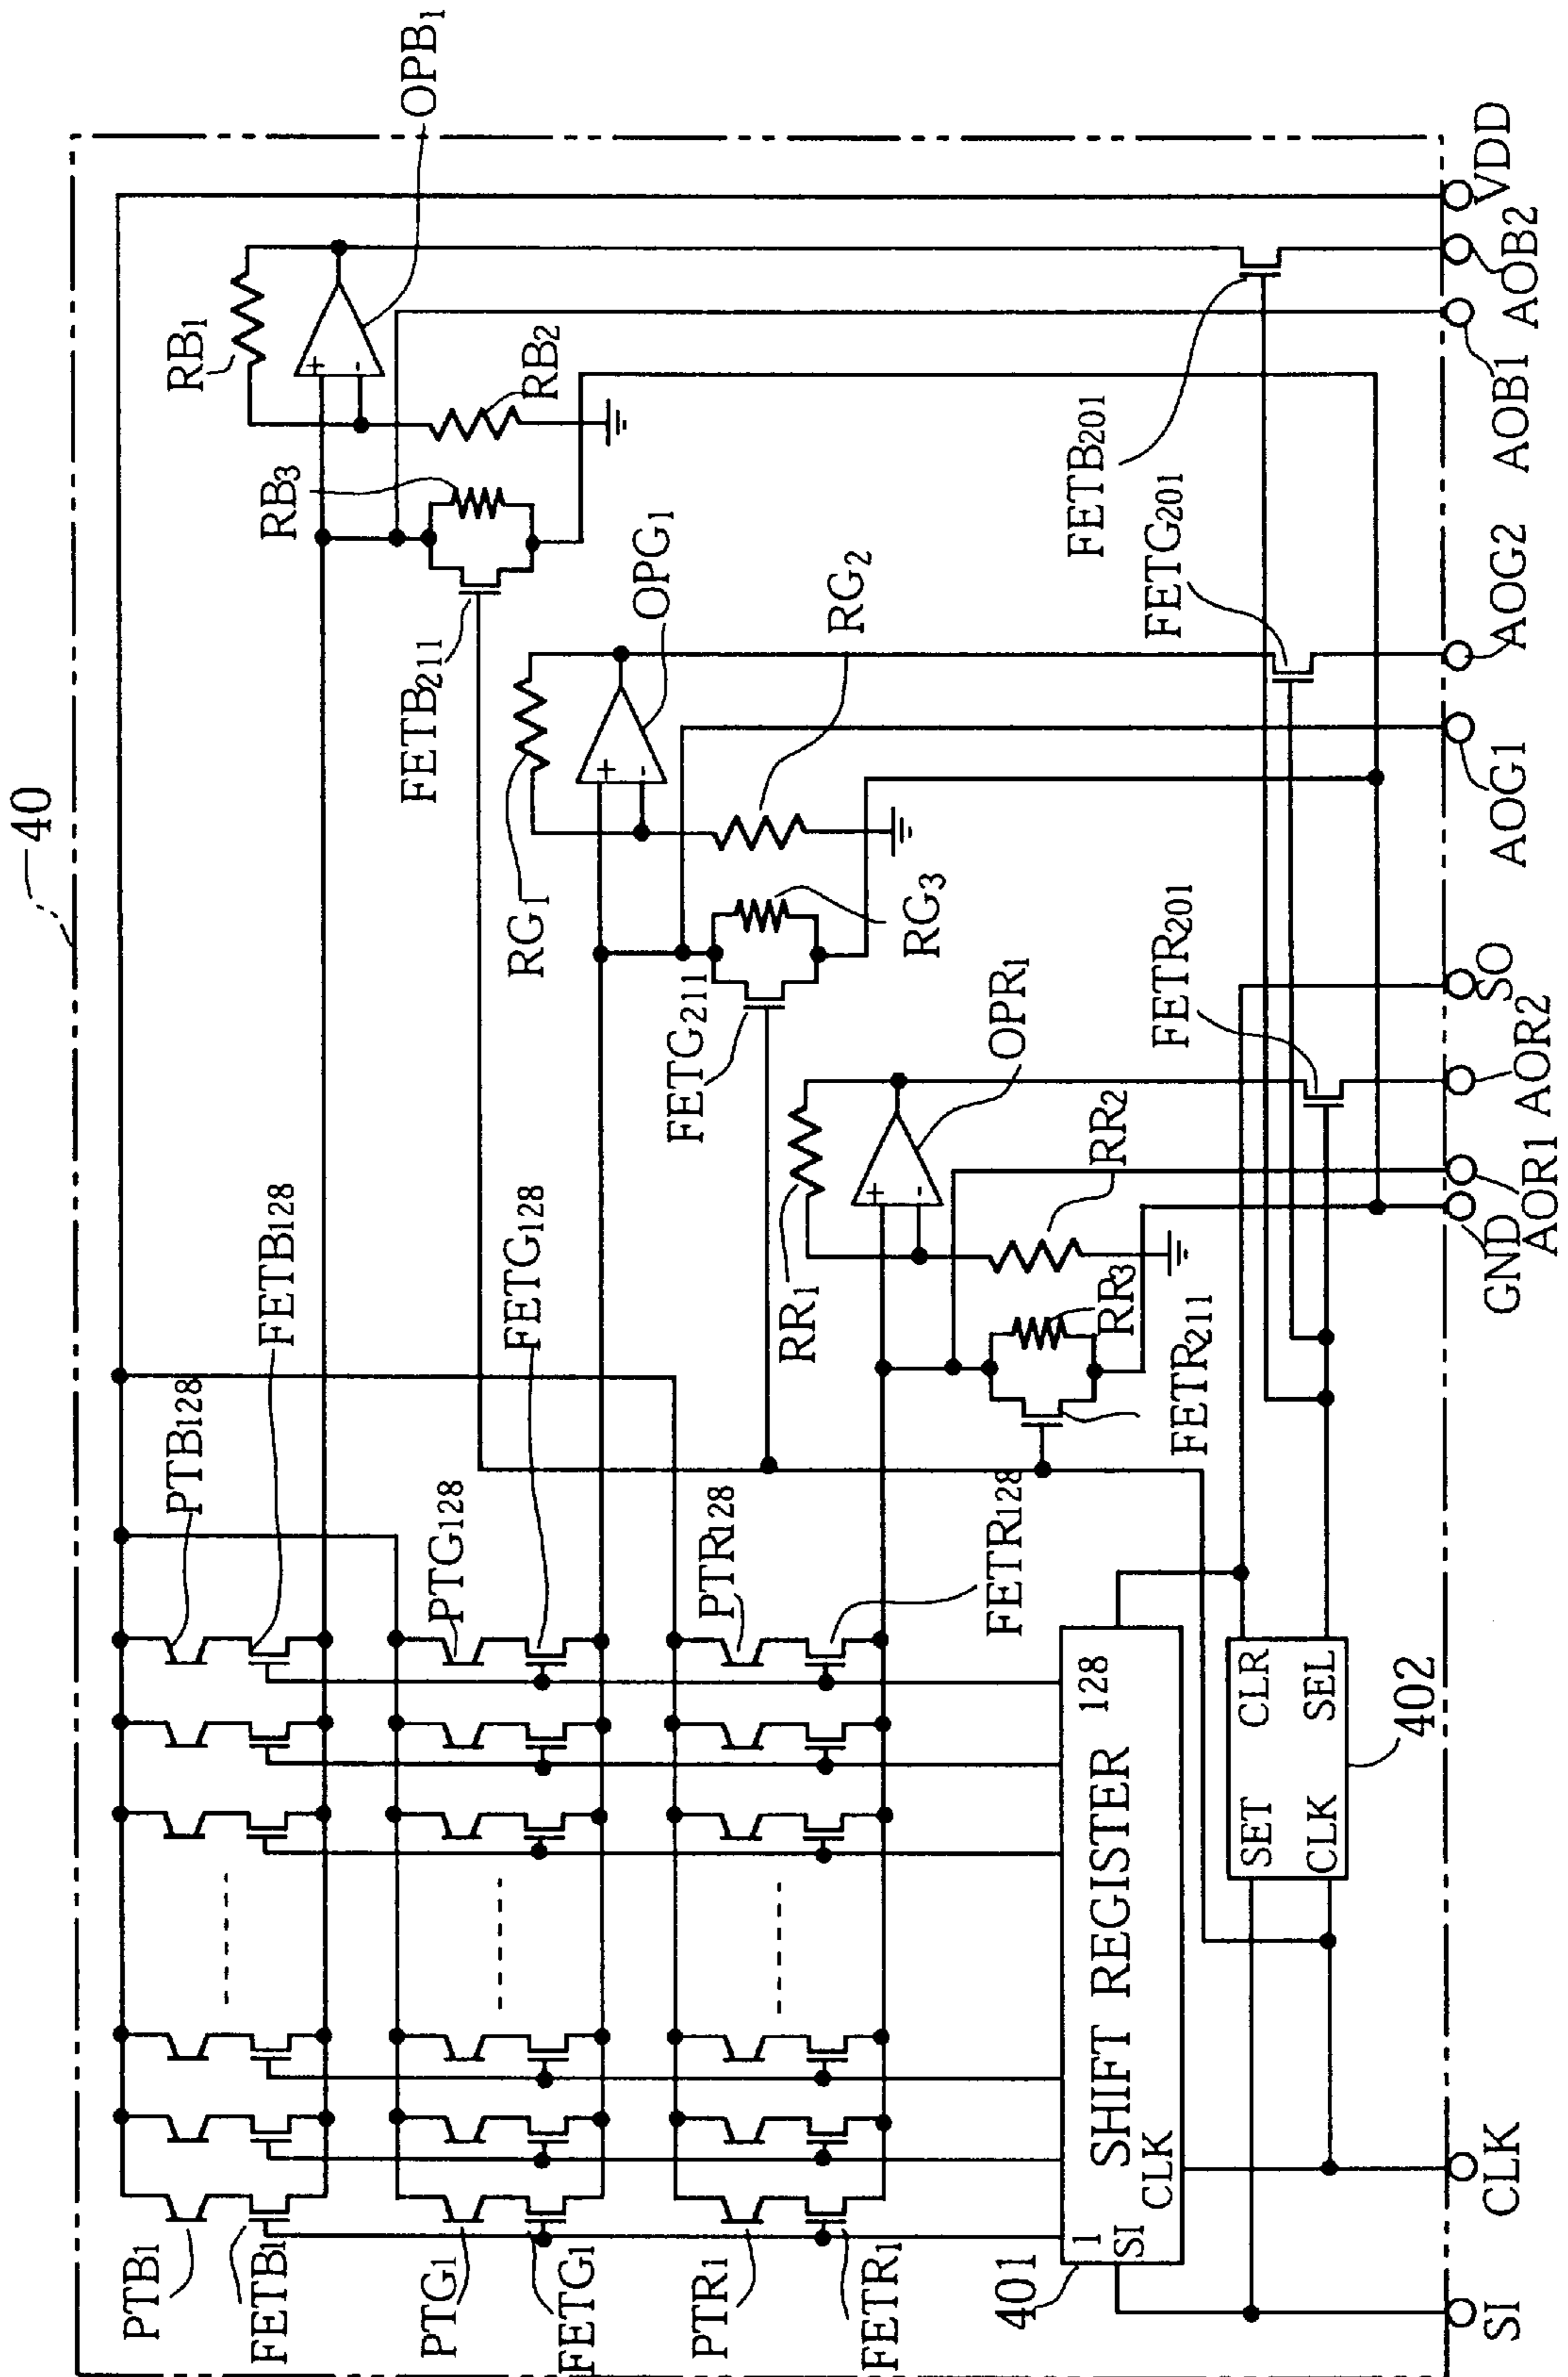 40
OPB1
RB1
RB2
RB3
FETB211
OPG1
RG1
RG2
RG3
FETG211
OPR1
RR1
RR2
RR3
FETR211
FETB201
FETG201
FETR201
PTB128
FETB128
PTG128
FETG128
PTR128
FETR128
PTB1
FETB1
PTG1
FETG1
PTR1
FETR1
+
-
+
-
+
-
401
1
128
SHIFT REGISTER
SI
CLK
SET
CLR
CLK
SEL
402
SI
CLK
GND
AOR1
AOR2
SO
AOG1
AOG2
AOB1
AOB2
VDD